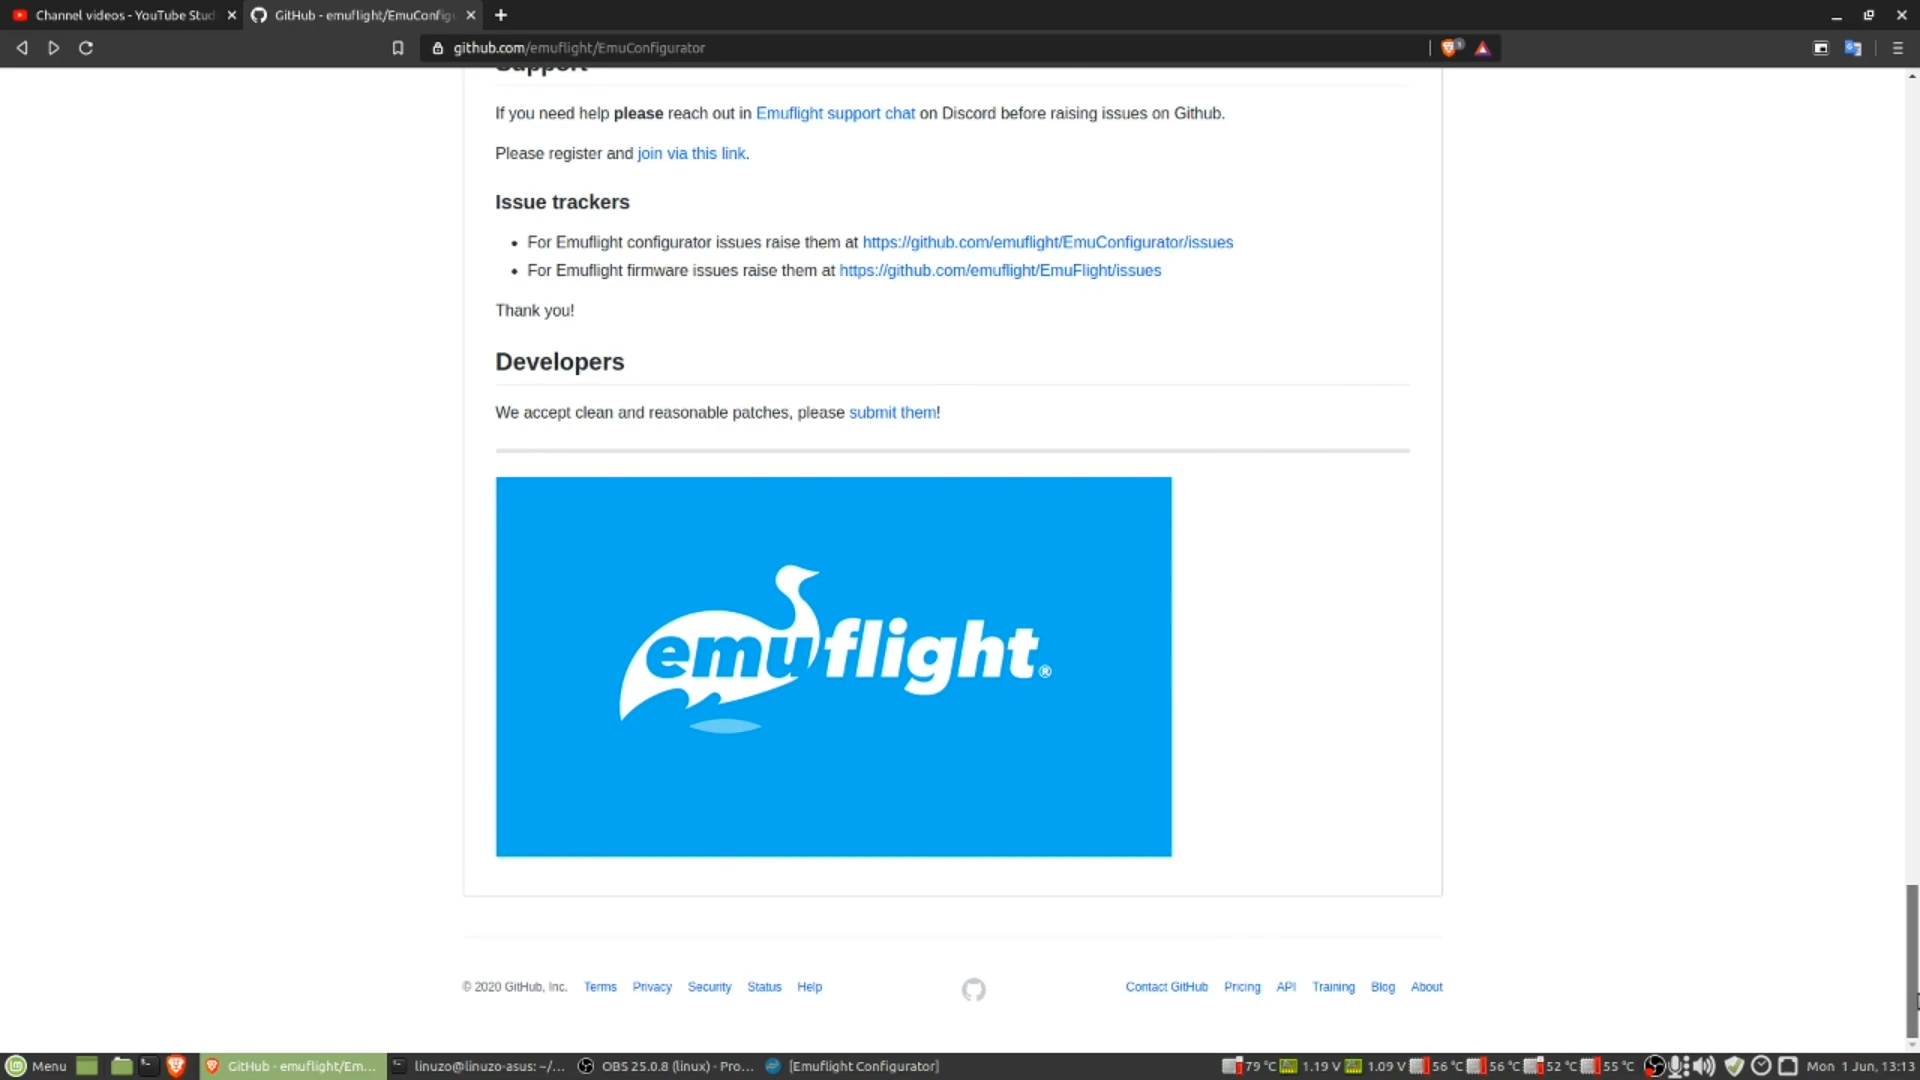 Channel videos - YouTube Stud
GitHub - emuflight/EmuConfig
github.com/emuflight/EmuConfigurator
Support
If you need help please reach out in Emuflight support chat on Discord before raising issues on Github.
Please register and join via this link.
Issue trackers
For Emuflight configurator issues raise them at https://github.com/emuflight/EmuConfigurator/issues
For Emuflight firmware issues raise them at https://github.com/emuflight/EmuFlight/issues
Thank you!
Developers
We accept clean and reasonable patches, please submit them!
emuflight®
© 2020 GitHub, Inc. Terms Privacy Security Status Help Contact GitHub Pricing API Training Blog About
Menu GitHub - emuflight/Em... linuzo@linuzo-asus: ~/... OBS 25.0.8 (linux) - Pro... [Emuflight Configurator] 79 °C 1.19 V 1.09 V 56 °C 56 °C 52 °C 55 °C Mon 1 Jun, 13:13